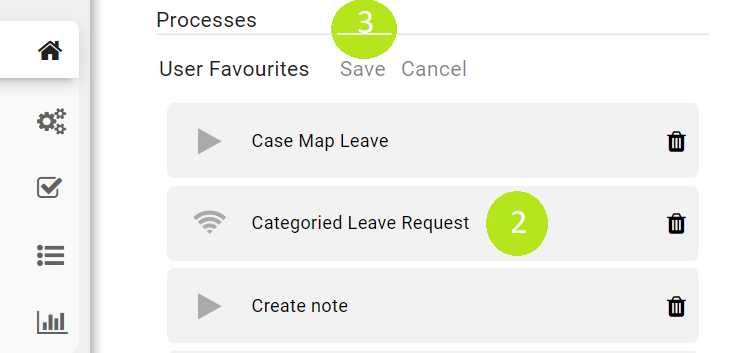 Processes
3
User Favourites Save Cancel
Case Map Leave
Categoried Leave Request 2
Create note